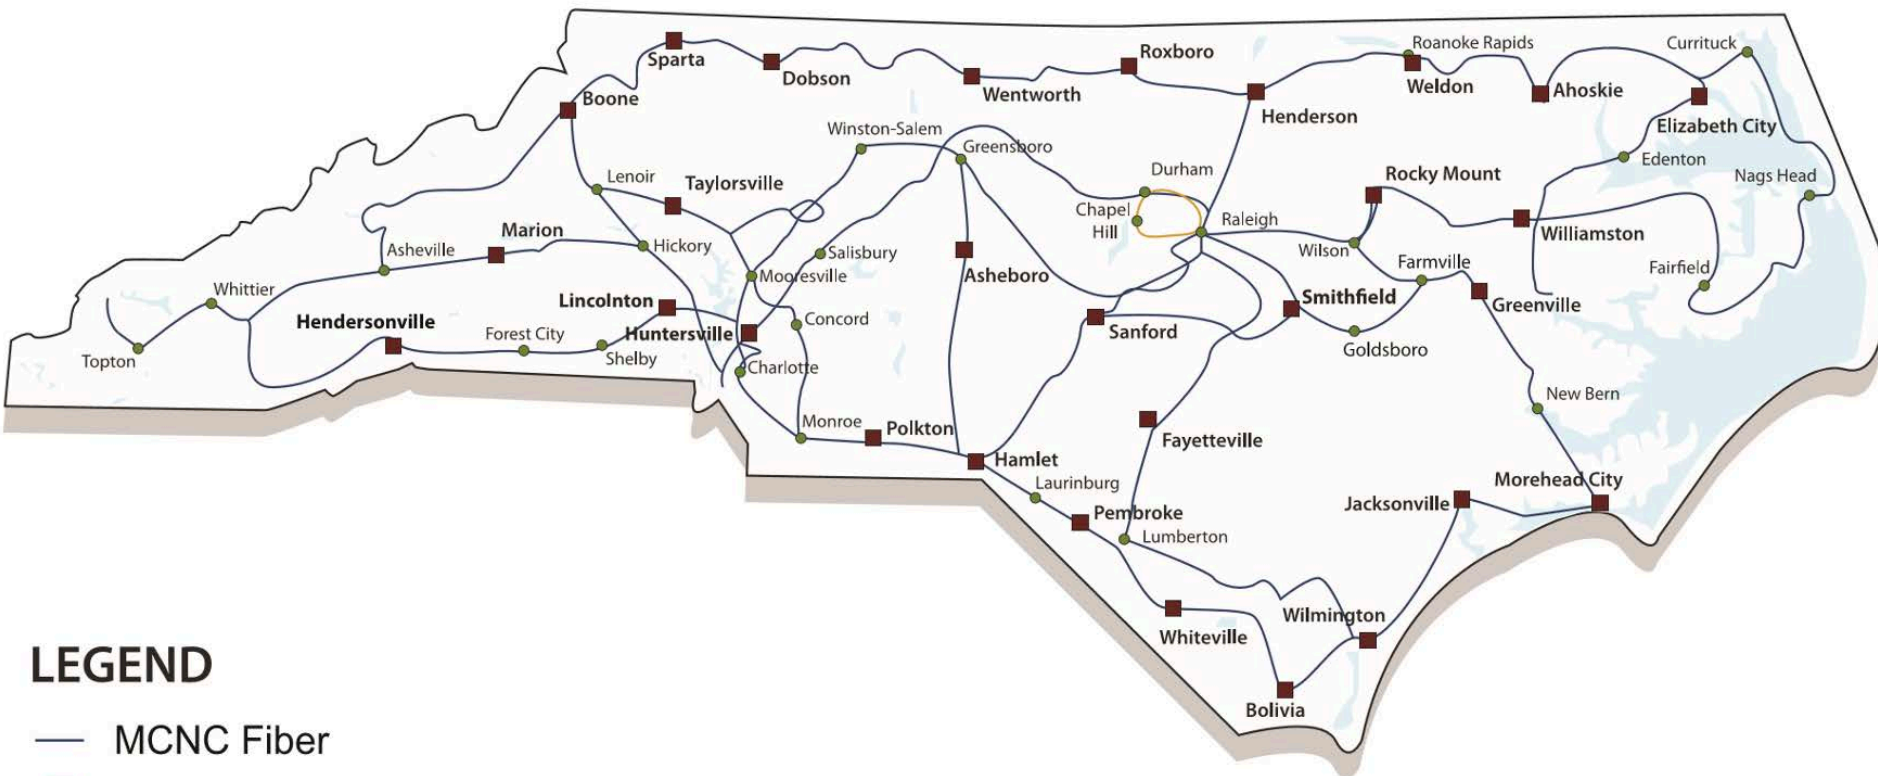 Sparta
Dobson
Wentworth
Roxboro
Henderson
Roanoke Rapids
Weldon
Ahoskie
Currituck
Elizabeth City
Edenton
Nags Head
Boone
Lenoir
Taylorsville
Winston-Salem
Greensboro
Durham
Chapel
Hill
Raleigh
Rocky Mount
Williamston
Wilson
Farmville
Fairfield
Greenville
Marion
Hickory
Asheville
Salisbury
Mooresville
Asheboro
Whittier
Topton
Hendersonville
Forest City
Shelby
Lincolnton
Huntersville
Concord
Charlotte
Sanford
Smithfield
Goldsboro
New Bern
Monroe
Polkton
Hamlet
Fayetteville
Laurinburg
Pembroke
Lumberton
Jacksonville
Morehead City
Whiteville
Wilmington
Bolivia
LEGEND
MCNC Fiber